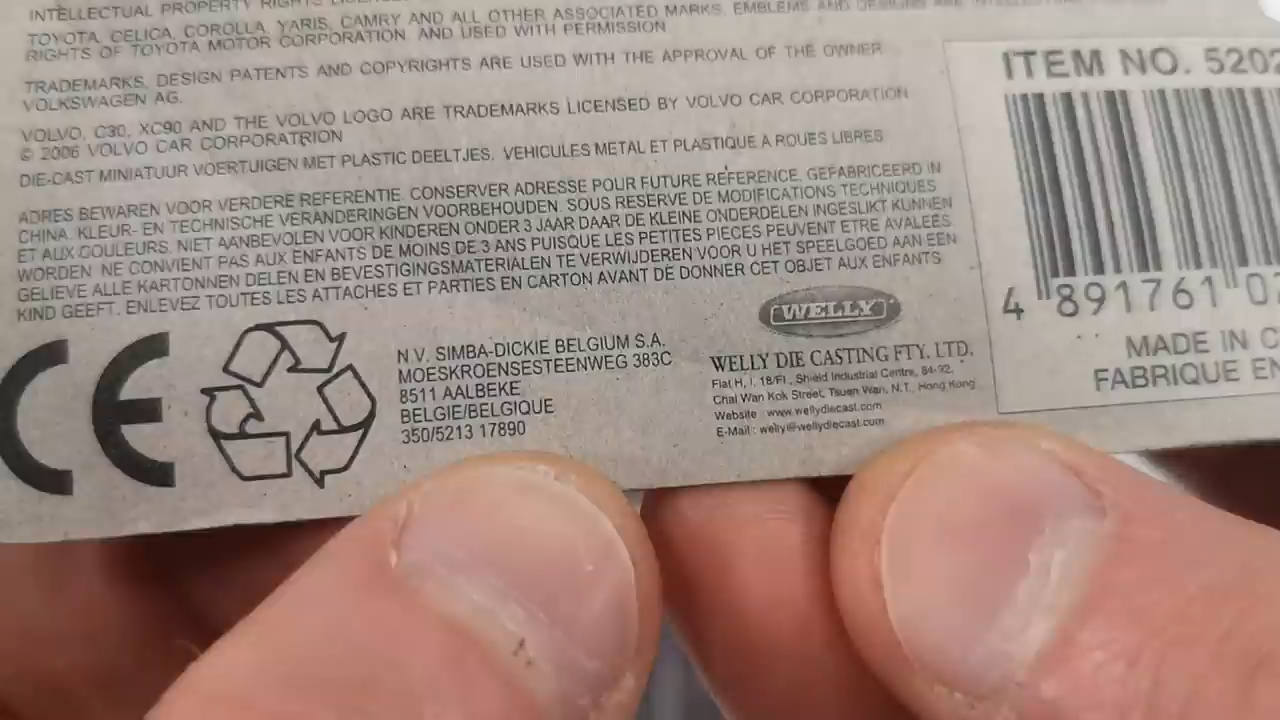 INTELLECTUAL PROPERTY RIGHTS
TOYOTA, CELICA, COROLLA, YARIS, CAMRY AND ALL OTHER ASSOCIATED MARKS, EMBLEMS AND DESIGNS ARE
RIGHTS OF TOYOTA MOTOR CORPORATION AND USED WITH PERMISSION
TRADEMARKS, DESIGN PATENTS AND COPYRIGHTS ARE USED WITH THE APPROVAL OF THE OWNER
VOLKSWAGEN AG.
VOLVO, C30, XC90 AND THE VOLVO LOGO ARE TRADEMARKS LICENSED BY VOLVO CAR CORPORATION
© 2006 VOLVO CAR CORPORATRION
DIE-CAST MINIATUUR VOERTUIGEN MET PLASTIC DEELTJES. VEHICULES METAL ET PLASTIQUE A ROUES LIBRES
ADRES BEWAREN VOOR VERDERE REFERENTIE. CONSERVER ADRESSE POUR FUTURE REFERENCE. GEFABRICEERD IN
CHINA. KLEUR- EN TECHNISCHE VERANDERINGEN VOORBEHOUDEN. SOUS RESERVE DE MODIFICATIONS TECHNIQUES
ET AUX COULEURS. NIET AANBEVOLEN VOOR KINDEREN ONDER 3 JAAR DAAR DE KLEINE ONDERDELEN INGESLIKT KUNNEN
WORDEN. NE CONVIENT PAS AUX ENFANTS DE MOINS DE 3 ANS PUISQUE LES PETITES PIECES PEUVENT ETRE AVALEES.
GELIEVE ALLE KARTONNEN DELEN EN BEVESTIGINGSMATERIALEN TE VERWIJDEREN VOOR U HET SPEELGOED AAN EEN
KIND GEEFT. ENLEVEZ TOUTES LES ATTACHES ET PARTIES EN CARTON AVANT DE DONNER CET OBJET AUX ENFANTS
CE
N.V. SIMBA-DICKIE BELGIUM S.A.
MOESKROENSESTEENWEG 383C
8511 AALBEKE
BELGIE/BELGIQUE
350/5213 17890
WELLY
WELLY DIE CASTING FTY. LTD.
Flat H, I, 18/Fl., Shield Industrial Centre, 84-92,
Chai Wan Kok Street, Tsuen Wan, N.T., Hong Kong
Website : www.wellydiecast.com
E-Mail : welly@wellydiecast.com
ITEM NO. 5202
4 891761 0
MADE IN C
FABRIQUE EN